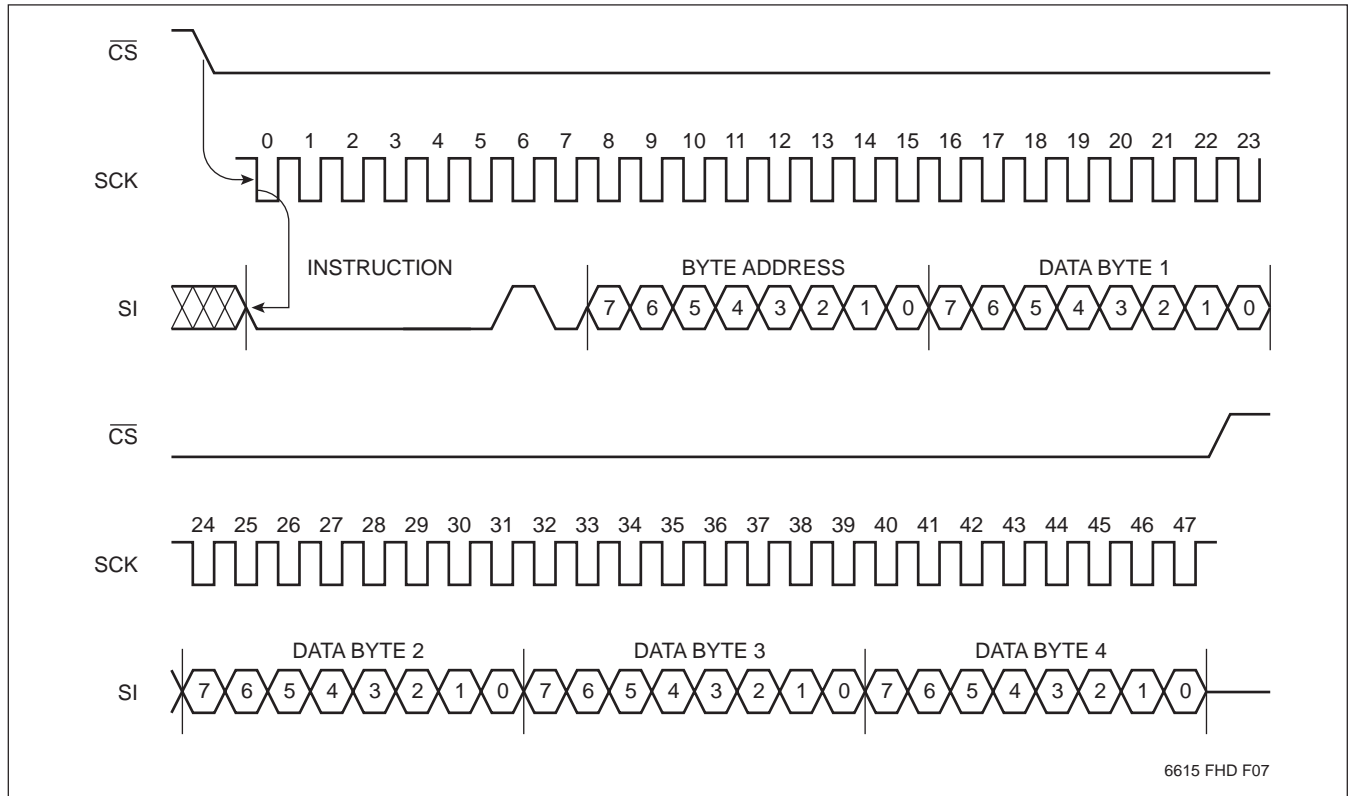 CS
0 1 2 3 4 5 6 7 8 9 10 11 12 13 14 15 16 17 18 19 20 21 22 23
SCK
INSTRUCTION BYTE ADDRESS DATA BYTE 1
SI 7 6 5 4 3 2 1 0 7 6 5 4 3 2 1 0
CS
24 25 26 27 28 29 30 31 32 33 34 35 36 37 38 39 40 41 42 43 44 45 46 47
SCK
DATA BYTE 2 DATA BYTE 3 DATA BYTE 4
SI 7 6 5 4 3 2 1 0 7 6 5 4 3 2 1 0 7 6 5 4 3 2 1 0
6615 FHD F07